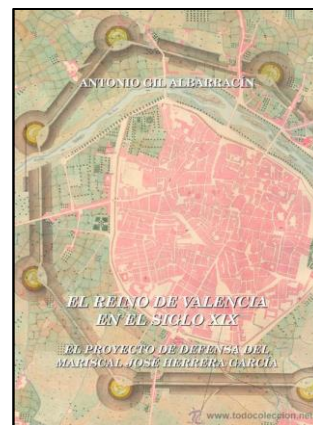 ANTONIO GIL ALBARRACÍN
EL REINO DE VALENCIA
EN EL SIGLO XIX
EL PROYECTO DE DEFENSA DEL
MARISCAL JOSÉ HERRERA GARCÍA
www.todocoleccion.net